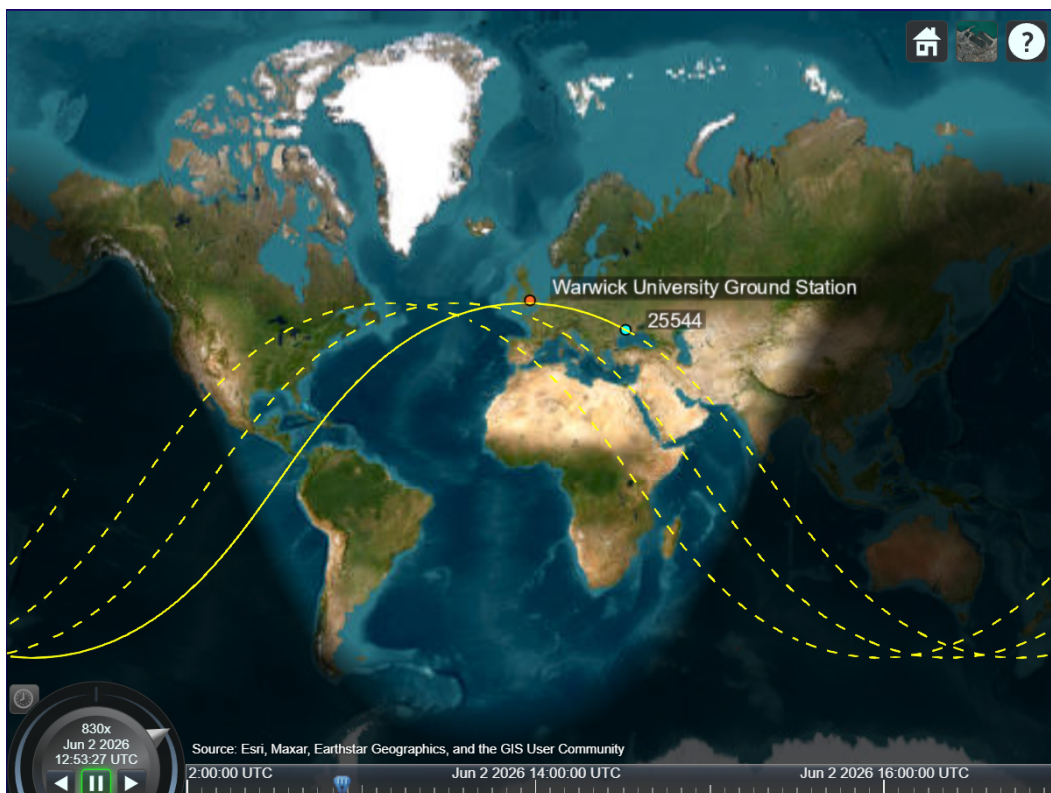 ?
Warwick University Ground Station
25544
830x
Jun 2 2026
12:53:27 UTC
Source: Esri, Maxar, Earthstar Geographics, and the GIS User Community
2:00:00 UTC
Jun 2 2026 14:00:00 UTC
Jun 2 2026 16:00:00 UTC